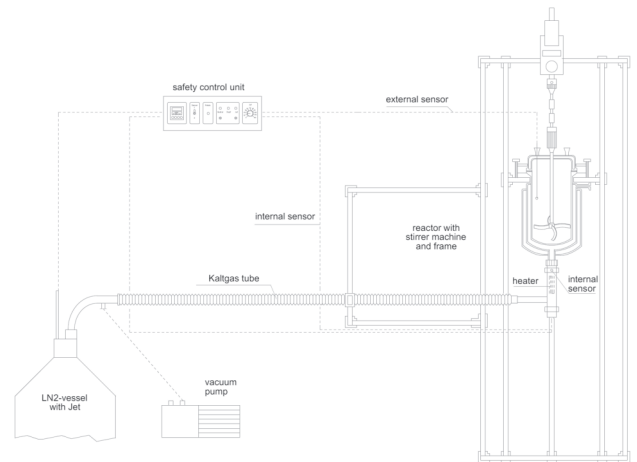 safety control unit
external sensor
internal sensor
reactor with
stirrer machine
and frame
Kaltgas tube
heater
internal
sensor
LN2-vessel
with Jet
vacuum
pump